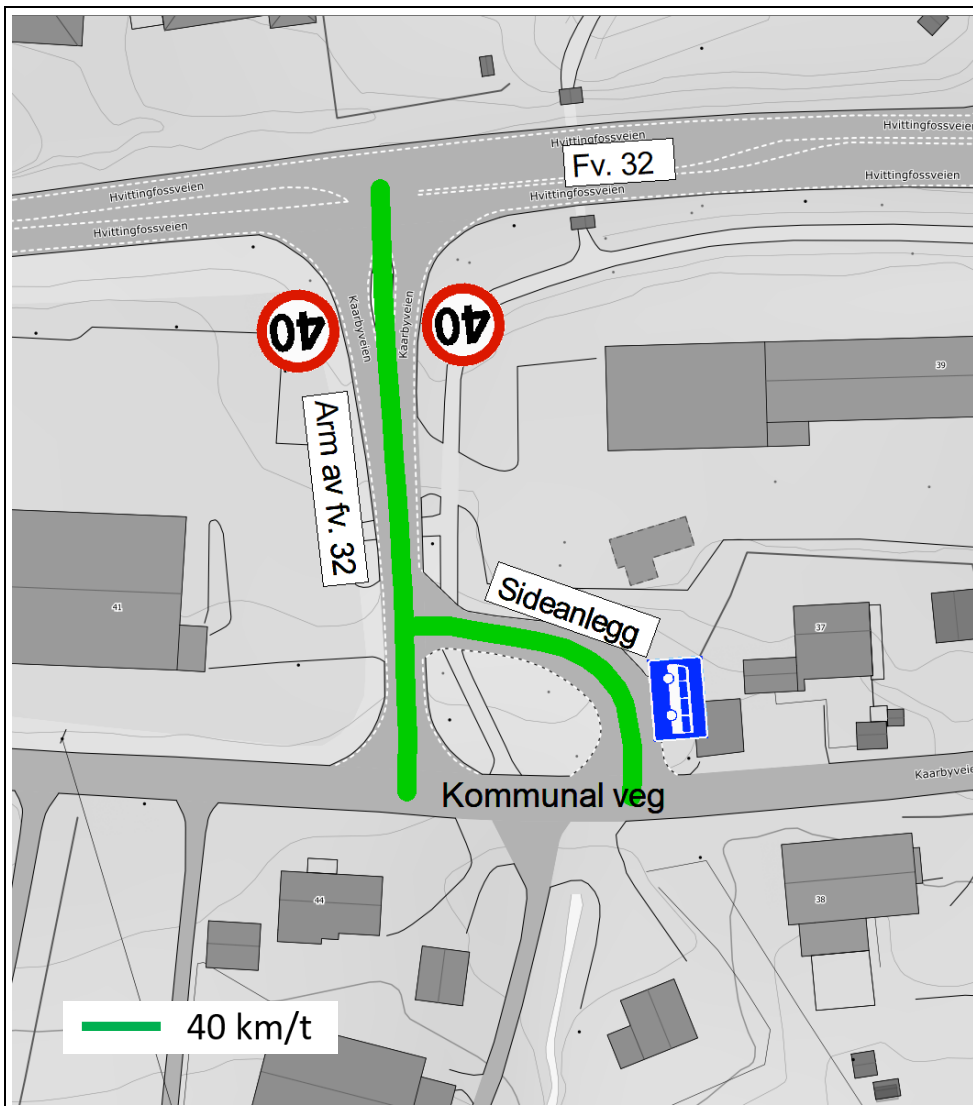 Hvittingfossveien
Hvittingfossveien
Fv. 32
Hvittingfossveien
Hvittingfossveien
Hvittingfossveien
Hvittingfossveien
Kaarbyveien
Kaarbyveien
40
40
39
Arm av fv. 32
Sideanlegg
41
37
Kommunal veg
Kaarbyveien
44
38
40 km/t